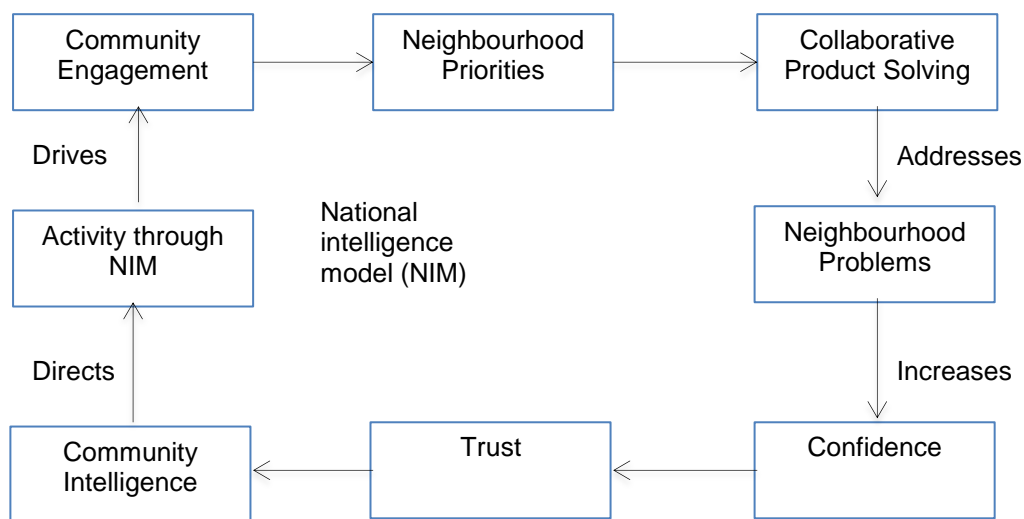 Community
Engagement
Neighbourhood
Priorities
Collaborative
Product Solving
Drives
Addresses
Activity through
NIM
National
intelligence
model (NIM)
Neighbourhood
Problems
Directs
Increases
Community
Intelligence
Trust
Confidence